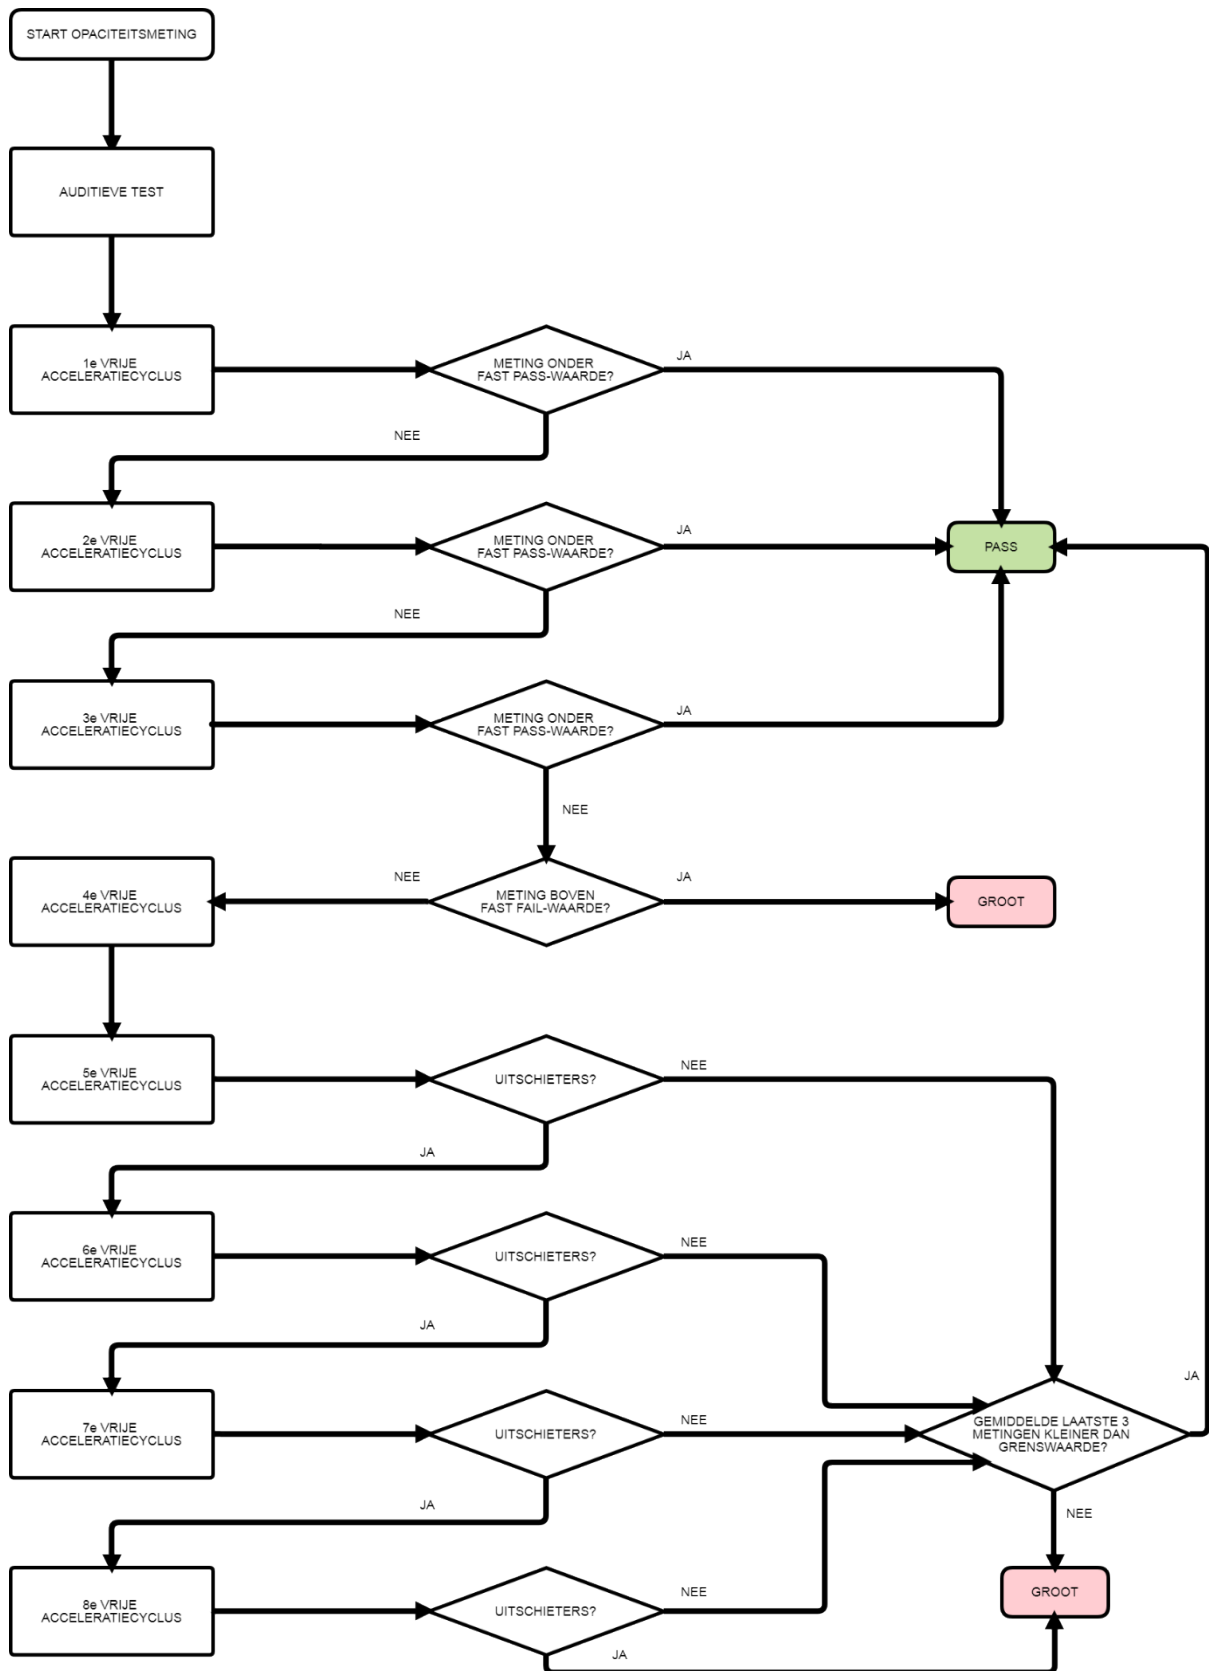 START OPACITEITSMETING
AUDITIEVE TEST
1e VRIJE
ACCELERATIECYCLUS
METING ONDER
FAST PASS-WAARDE?
JA
NEE
2e VRIJE
ACCELERATIECYCLUS
METING ONDER
FAST PASS-WAARDE?
JA
PASS
NEE
3e VRIJE
ACCELERATIECYCLUS
METING ONDER
FAST PASS-WAARDE?
JA
NEE
4e VRIJE
ACCELERATIECYCLUS
NEE
METING BOVEN
FAST FAIL-WAARDE?
JA
GROOT
5e VRIJE
ACCELERATIECYCLUS
UITSCHIETERS?
NEE
JA
6e VRIJE
ACCELERATIECYCLUS
UITSCHIETERS?
NEE
JA
7e VRIJE
ACCELERATIECYCLUS
UITSCHIETERS?
NEE
GEMIDDELDE LAATSTE 3
METINGEN KLEINER DAN
GRENSWAARDE?
JA
JA
NEE
8e VRIJE
ACCELERATIECYCLUS
UITSCHIETERS?
NEE
GROOT
JA